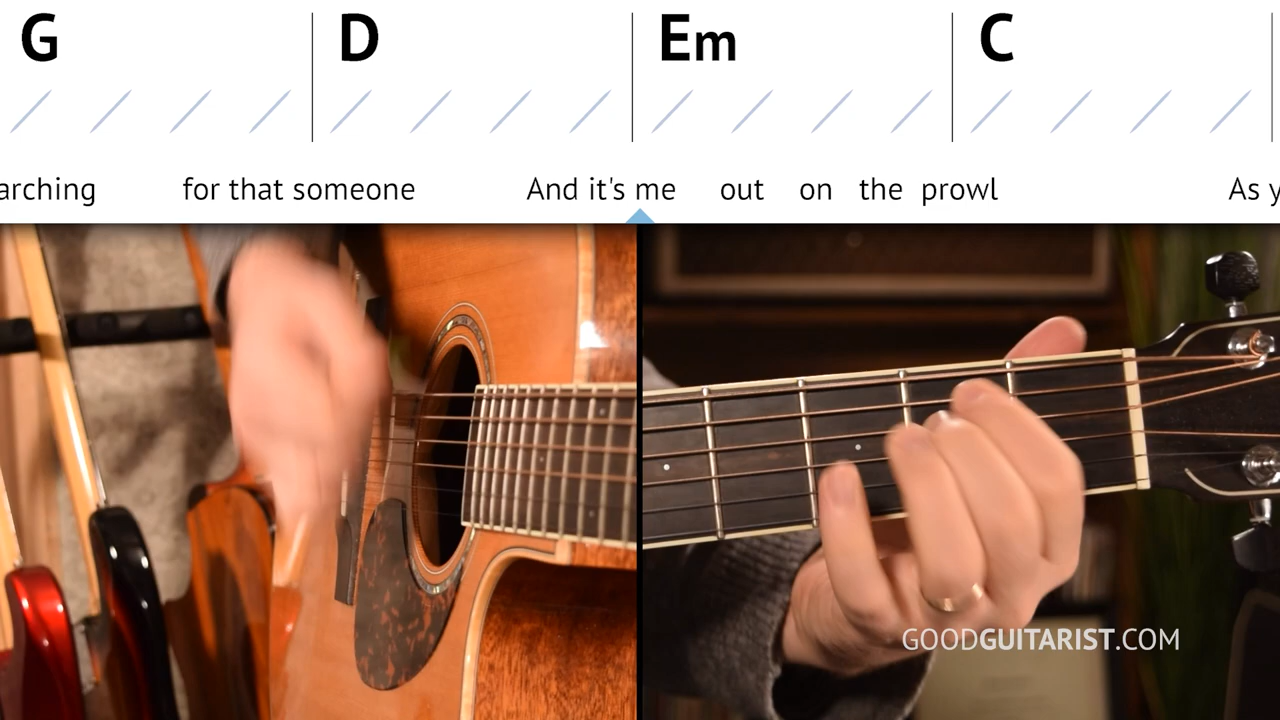 G D Em C
arching for that someone And it's me out on the prowl As y
GOODGUITARIST.COM